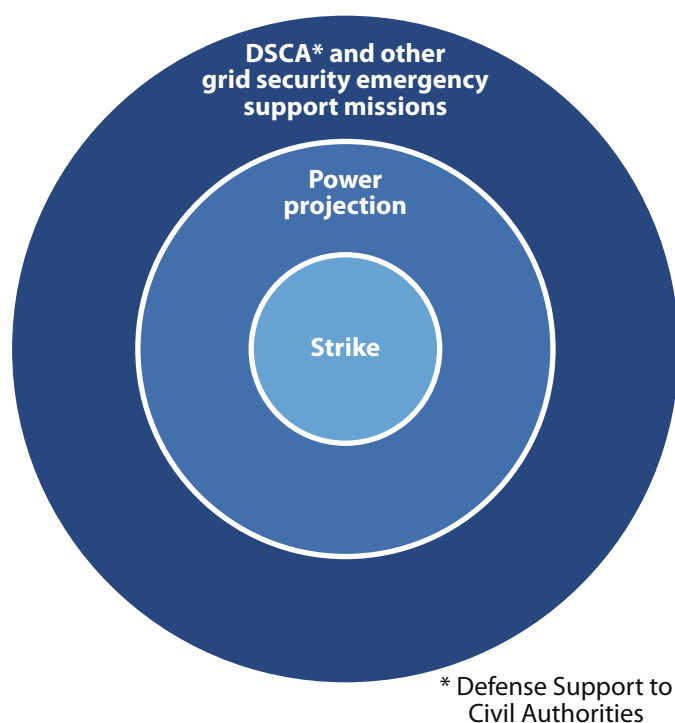 DSCA* and other
grid security emergency
support missions
Power
projection
Strike
* Defense Support to
Civil Authorities